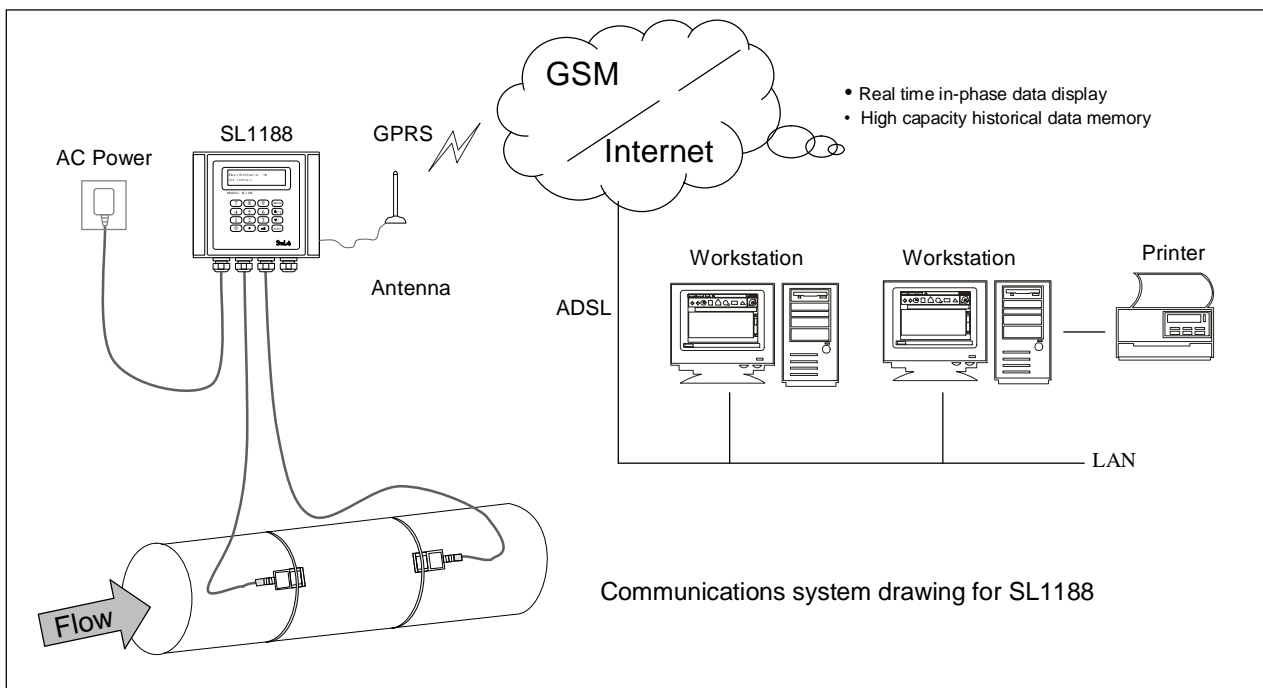 GSM
Internet
• Real time in-phase data display
• High capacity historical data memory
SL1188
GPRS
AC Power
Antenna
ADSL
Workstation
Workstation
Printer
LAN
Flow
Communications system drawing for SL1188